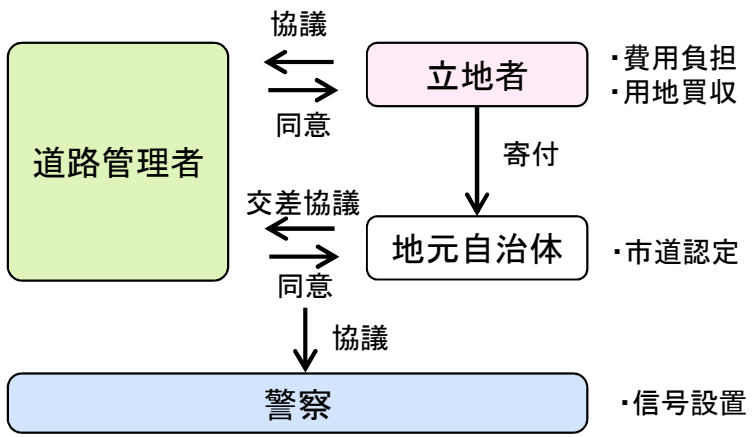 協議
立地者
・費用負担
・用地買収
同意
道路管理者
寄付
交差協議
地元自治体
・市道認定
同意
協議
警察
・信号設置